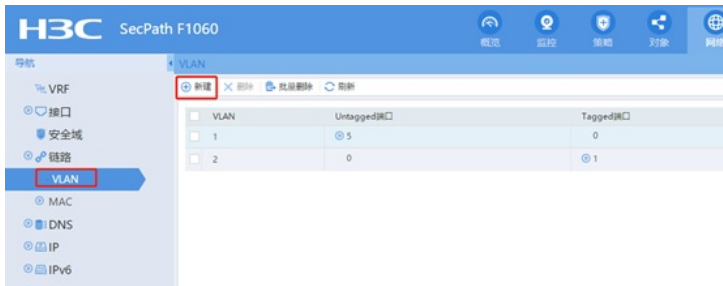 H3C SecPath F1060
概览 监控 策略 对象 网络
导航 VLAN
新建 删除 批量删除 刷新
VRF
接口
安全域
链路
VLAN
MAC
DNS
IP
IPv6
VLAN Untagged端口 Tagged端口
1 5 0
2 0 1